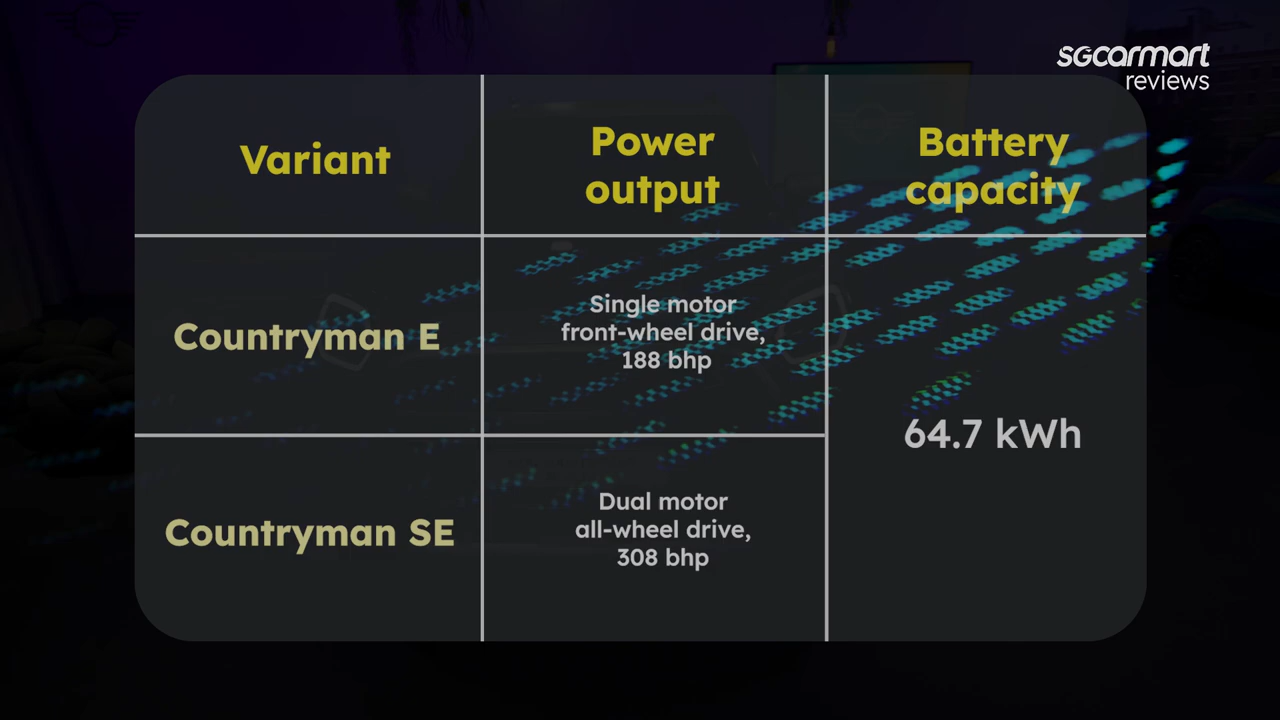 sgcarmart
reviews
Variant
Power
output
Battery
capacity
Countryman E
Single motor
front-wheel drive,
188 bhp
64.7 kWh
Countryman SE
Dual motor
all-wheel drive,
308 bhp